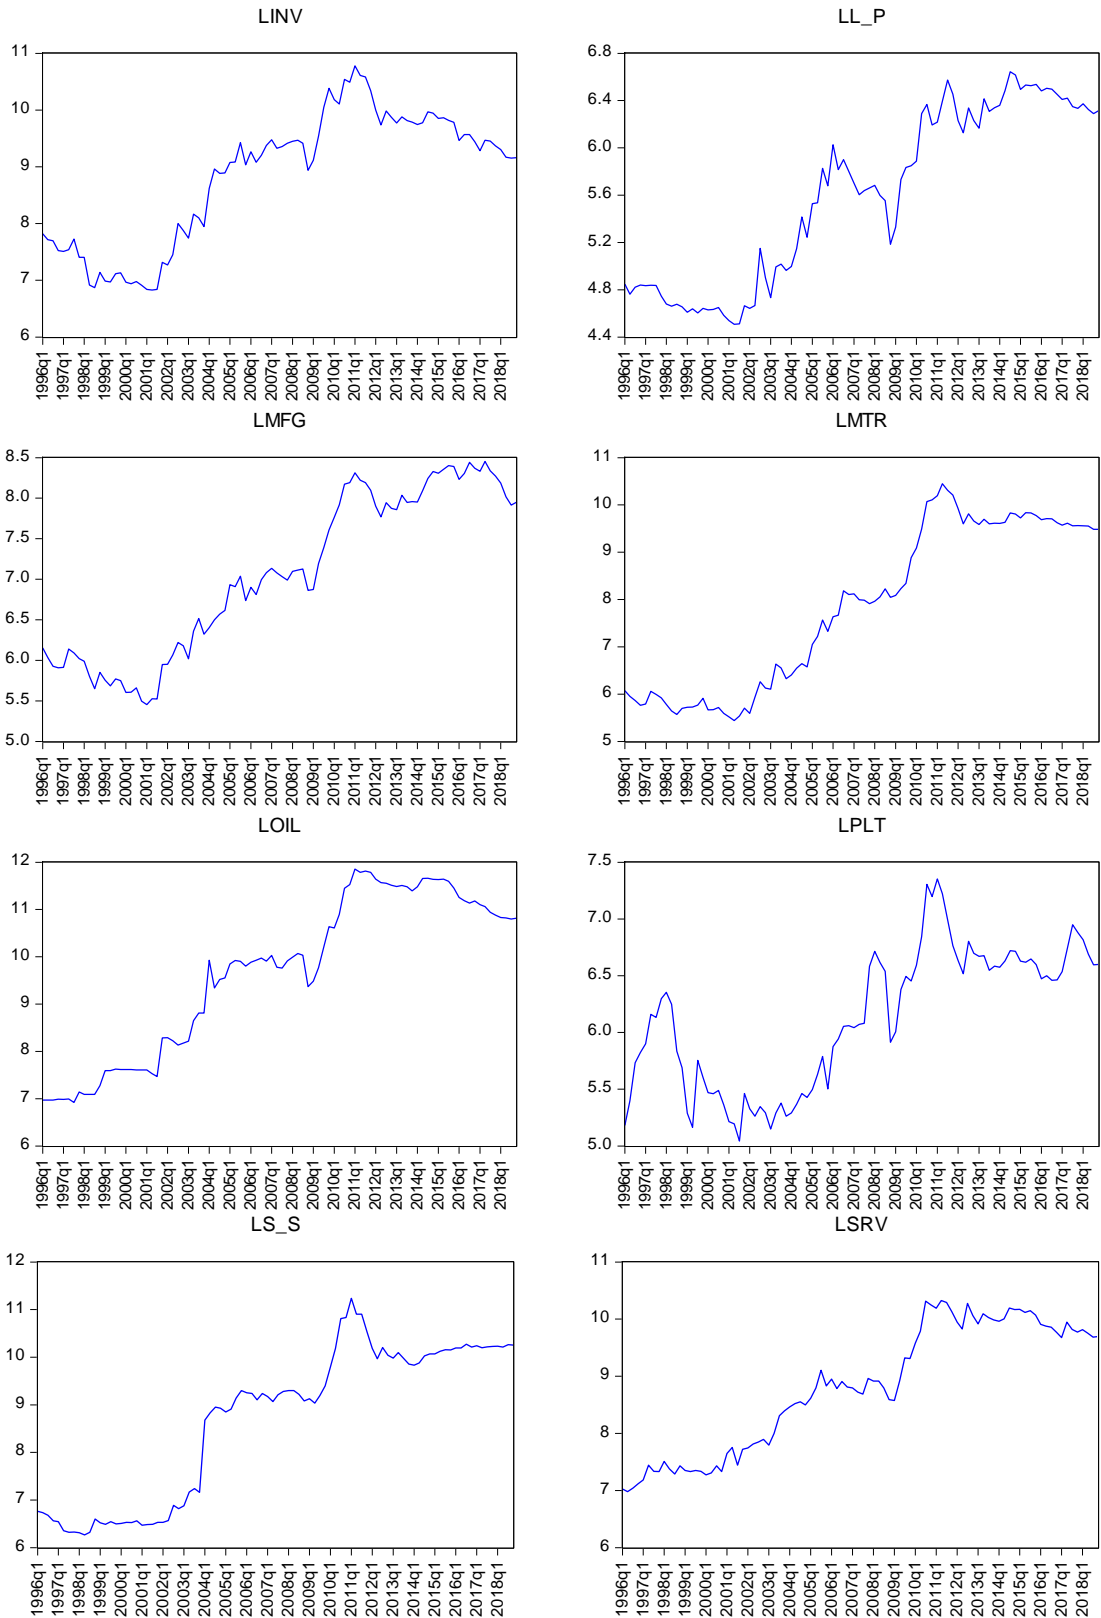 LINV
11
10
9
8
7
6
1996q1
1997q1
1998q1
1999q1
2000q1
2001q1
2002q1
2003q1
2004q1
2005q1
2006q1
2007q1
2008q1
2009q1
2010q1
2011q1
2012q1
2013q1
2014q1
2015q1
2016q1
2017q1
2018q1
LL_P
6.8
6.4
6.0
5.6
5.2
4.8
4.4
1996q1
1997q1
1998q1
1999q1
2000q1
2001q1
2002q1
2003q1
2004q1
2005q1
2006q1
2007q1
2008q1
2009q1
2010q1
2011q1
2012q1
2013q1
2014q1
2015q1
2016q1
2017q1
2018q1
LMFG
8.5
8.0
7.5
7.0
6.5
6.0
5.5
5.0
1996q1
1997q1
1998q1
1999q1
2000q1
2001q1
2002q1
2003q1
2004q1
2005q1
2006q1
2007q1
2008q1
2009q1
2010q1
2011q1
2012q1
2013q1
2014q1
2015q1
2016q1
2017q1
2018q1
LMTR
11
10
9
8
7
6
5
1996q1
1997q1
1998q1
1999q1
2000q1
2001q1
2002q1
2003q1
2004q1
2005q1
2006q1
2007q1
2008q1
2009q1
2010q1
2011q1
2012q1
2013q1
2014q1
2015q1
2016q1
2017q1
2018q1
LOIL
12
11
10
9
8
7
6
1996q1
1997q1
1998q1
1999q1
2000q1
2001q1
2002q1
2003q1
2004q1
2005q1
2006q1
2007q1
2008q1
2009q1
2010q1
2011q1
2012q1
2013q1
2014q1
2015q1
2016q1
2017q1
2018q1
LPLT
7.5
7.0
6.5
6.0
5.5
5.0
1996q1
1997q1
1998q1
1999q1
2000q1
2001q1
2002q1
2003q1
2004q1
2005q1
2006q1
2007q1
2008q1
2009q1
2010q1
2011q1
2012q1
2013q1
2014q1
2015q1
2016q1
2017q1
2018q1
LS_S
12
11
10
9
8
7
6
1996q1
1997q1
1998q1
1999q1
2000q1
2001q1
2002q1
2003q1
2004q1
2005q1
2006q1
2007q1
2008q1
2009q1
2010q1
2011q1
2012q1
2013q1
2014q1
2015q1
2016q1
2017q1
2018q1
LSRV
11
10
9
8
7
6
1996q1
1997q1
1998q1
1999q1
2000q1
2001q1
2002q1
2003q1
2004q1
2005q1
2006q1
2007q1
2008q1
2009q1
2010q1
2011q1
2012q1
2013q1
2014q1
2015q1
2016q1
2017q1
2018q1